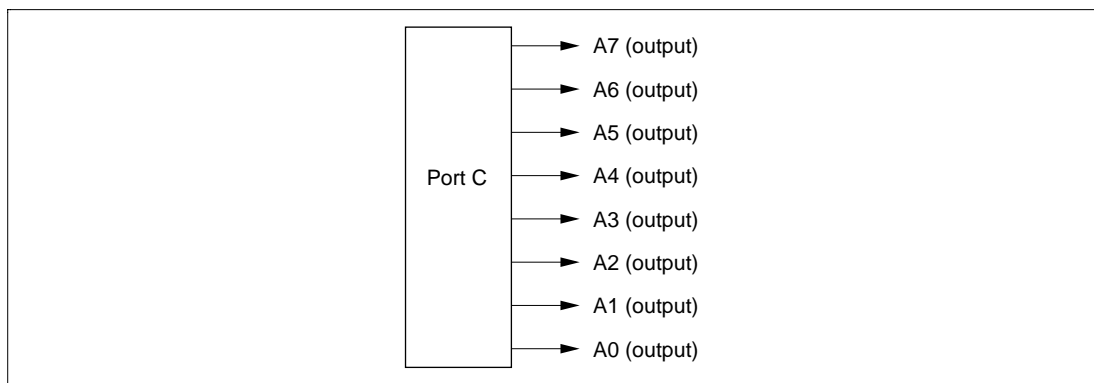 A7 (output)
A6 (output)
A5 (output)
Port C
A4 (output)
A3 (output)
A2 (output)
A1 (output)
A0 (output)